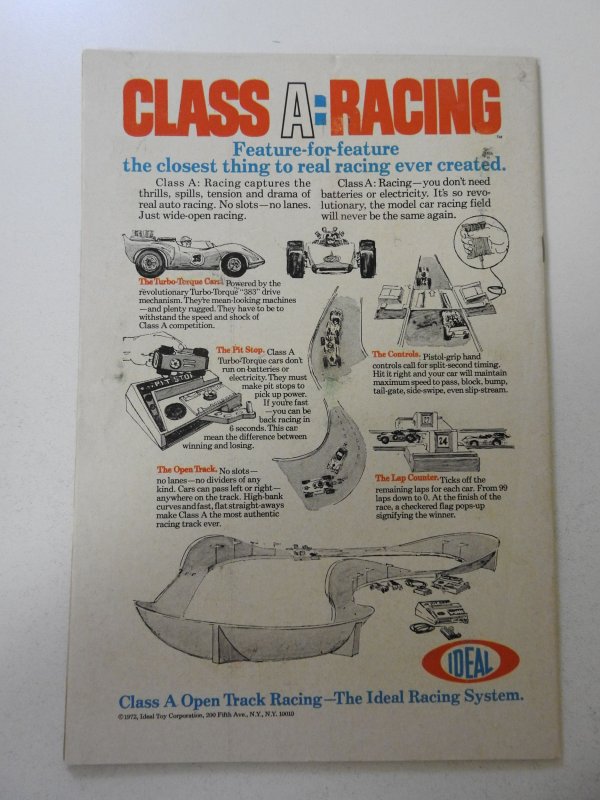 CLASS A: RACING
TM
Feature-for-feature
the closest thing to real racing ever created.
Class A: Racing captures the
thrills, spills, tension and drama of
real auto racing. No slots—no lanes.
Just wide-open racing.
Class A: Racing—you don't need
batteries or electricity. It's so revo-
lutionary, the model car racing field
will never be the same again.
The Turbo-Torque Cars. Powered by the
revolutionary Turbo-Torque "383" drive
mechanism. They're mean-looking machines
—and plenty rugged. They have to be to
withstand the speed and shock of
Class A competition.
PIT STOP
The Pit Stop. Class A
Turbo-Torque cars don't
run on batteries or
electricity. They must
make pit stops to
pick up power.
If you're fast
—you can be
back racing in
6 seconds. This can
mean the difference between
winning and losing.
The Controls. Pistol-grip hand
controls call for split-second timing.
Hit it right and your car will maintain
maximum speed to pass, block, bump,
tail-gate, side-swipe, even slip-stream.
24
The Open Track. No slots—
no lanes—no dividers of any
kind. Cars can pass left or right—
anywhere on the track. High-bank
curves and fast, flat straight-aways
make Class A the most authentic
racing track ever.
The Lap Counter. Ticks off the
remaining laps for each car. From 99
laps down to 0. At the finish of the
race, a checkered flag pops-up
signifying the winner.
IDEAL
Class A Open Track Racing—The Ideal Racing System.
©1972, Ideal Toy Corporation, 200 Fifth Ave., N.Y., N.Y. 10010